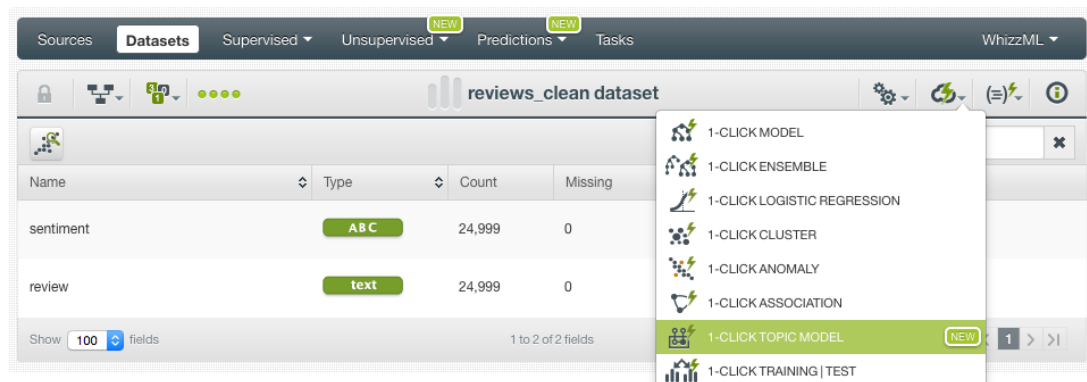 NEW NEW
Sources Datasets Supervised Unsupervised Predictions Tasks WhizzML
reviews_clean dataset
1-CLICK MODEL
Name Type Count Missing
1-CLICK ENSEMBLE
1-CLICK LOGISTIC REGRESSION
sentiment ABC 24,999 0
1-CLICK CLUSTER
1-CLICK ANOMALY
review text 24,999 0
1-CLICK ASSOCIATION
Show 100 fields 1 to 2 of 2 fields 1
1-CLICK TOPIC MODEL NEW
1-CLICK TRAINING | TEST